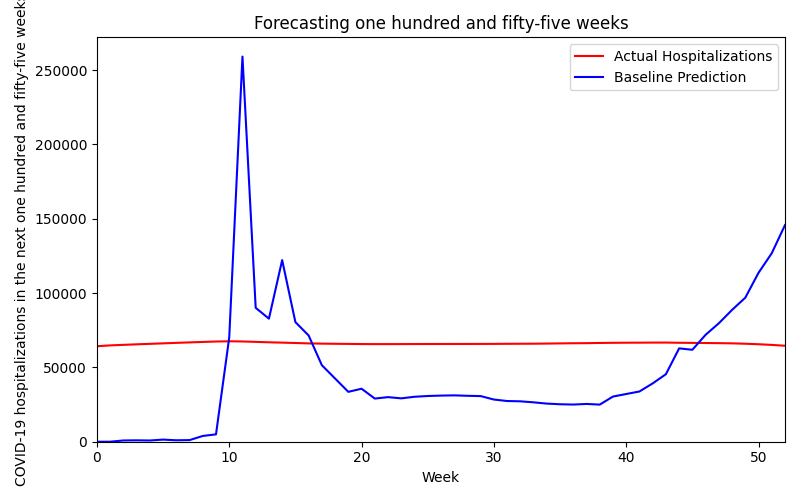 Forecasting one hundred and fifty-five weeks
Actual Hospitalizations
Baseline Prediction
COVID-19 hospitalizations in the next one hundred and fifty-five weeks
250000
200000
150000
100000
50000
0
0
10
20
30
40
50
Week